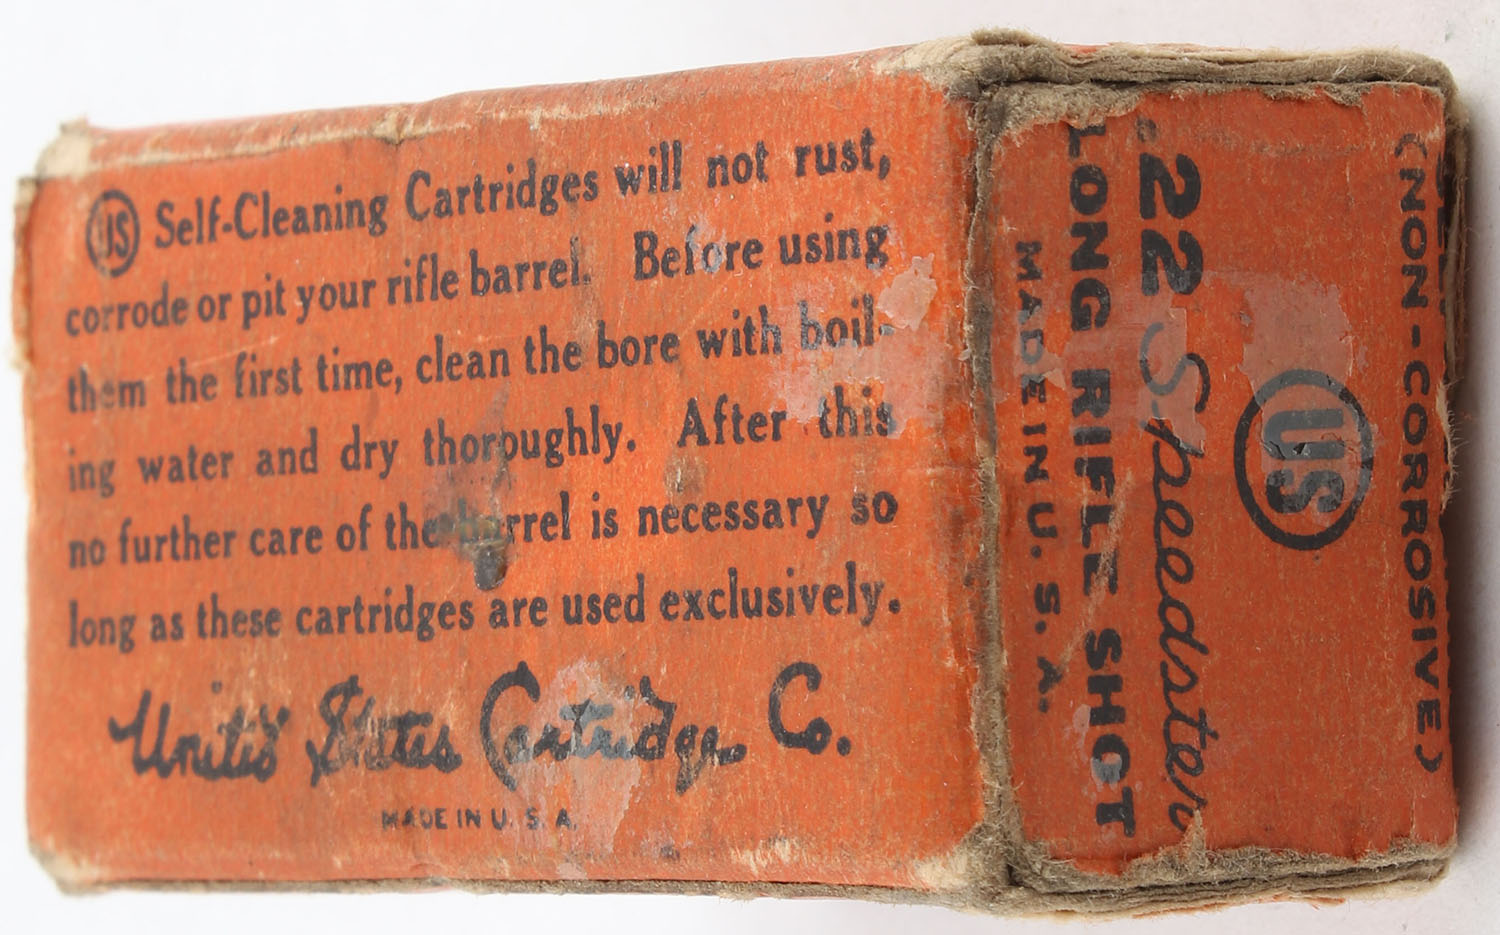 US Self-Cleaning Cartridges will not rust,
corrode or pit your rifle barrel. Before using
them the first time, clean the bore with boil-
ing water and dry thoroughly. After this
no further care of the barrel is necessary so
long as these cartridges are used exclusively.
United States Cartridge Co.
MADE IN U.S.A.
(NON-CORROSIVE)
US
.22 Speedster
LONG RIFLE SHOT
MADE IN U.S.A.